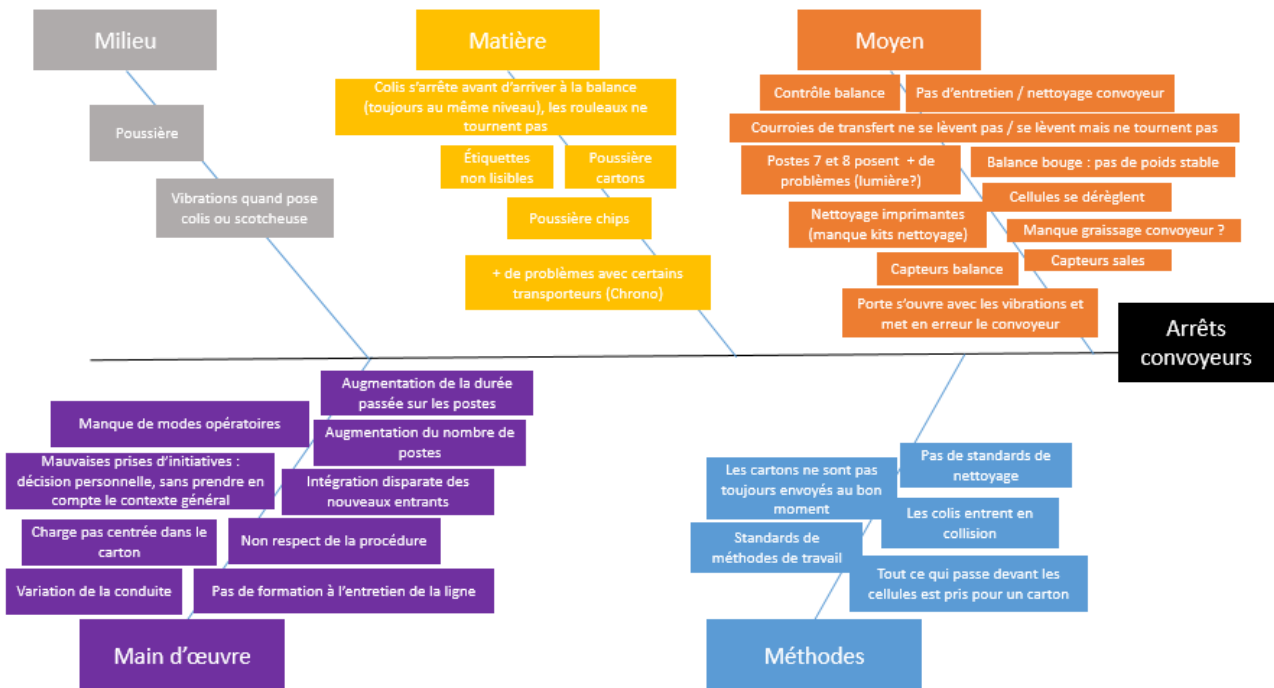 Milieu
Poussière
Vibrations quand pose
colis ou scotcheuse
Matière
Colis s'arrête avant d'arriver à la balance
(toujours au même niveau), les rouleaux ne
tournent pas
Étiquettes
non lisibles
Poussière
cartons
Poussière chips
+ de problèmes avec certains
transporteurs (Chrono)
Moyen
Contrôle balance
Pas d'entretien / nettoyage convoyeur
Courroies de transfert ne se lèvent pas / se lèvent mais ne tournent pas
Postes 7 et 8 posent + de
problèmes (lumière?)
Balance bouge : pas de poids stable
Cellules se dérèglent
Nettoyage imprimantes
(manque kits nettoyage)
Manque graissage convoyeur ?
Capteurs balance
Capteurs sales
Porte s'ouvre avec les vibrations et
met en erreur le convoyeur
Arrêts
convoyeurs
Augmentation de la durée
passée sur les postes
Manque de modes opératoires
Augmentation du nombre de
postes
Mauvaises prises d'initiatives :
décision personnelle, sans prendre en
compte le contexte général
Intégration disparate des
nouveaux entrants
Charge pas centrée dans le
carton
Non respect de la procédure
Variation de la conduite
Pas de formation à l'entretien de la ligne
Main d'œuvre
Pas de standards de
nettoyage
Les cartons ne sont pas
toujours envoyés au bon
moment
Les colis entrent en
collision
Standards de
méthodes de travail
Tout ce qui passe devant les
cellules est pris pour un carton
Méthodes